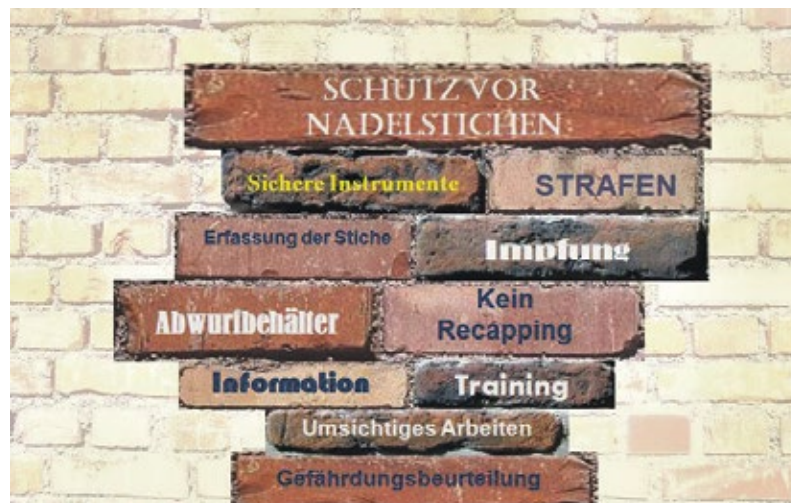 SCHUTZ VOR
NADELSTICHEN
Sichere Instrumente
STRAFEN
Erfassung der Stiche
Impfung
Abwurfbehälter
Kein
Recapping
Information
Training
Umsichtiges Arbeiten
Gefährdungsbeurteilung